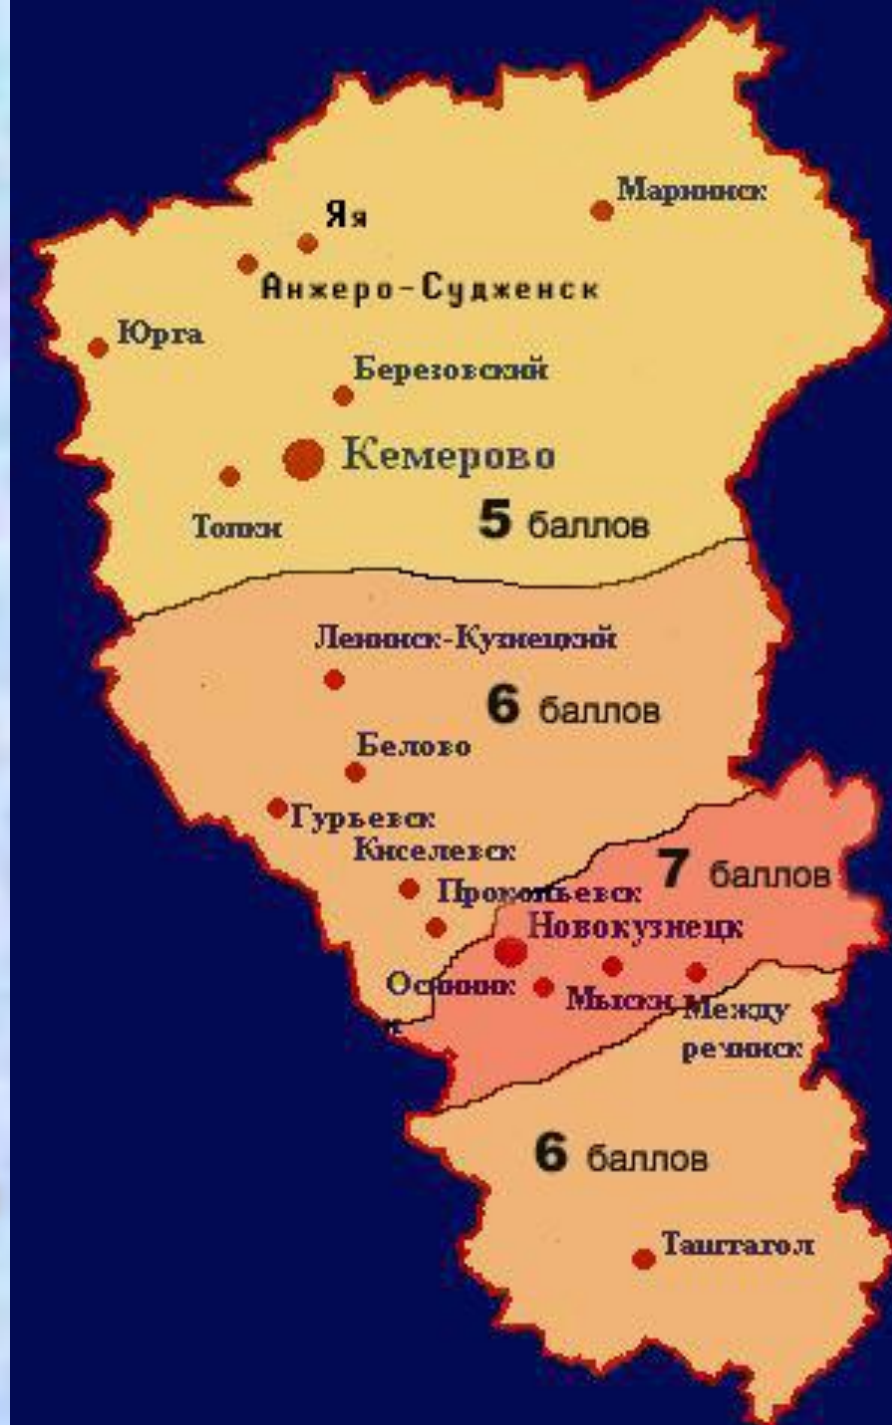 Мариинск
Яя
Анжеро-Судженск
Юрга
Березовский
Кемерово
5 баллов
Топки
Ленинск-Кузнецкий
6 баллов
Белово
Гурьевск
Киселевск
7 баллов
Прокопьевск
Новокузнецк
Осинник
и
Мыски
Между
реченск
6 баллов
Таштагол